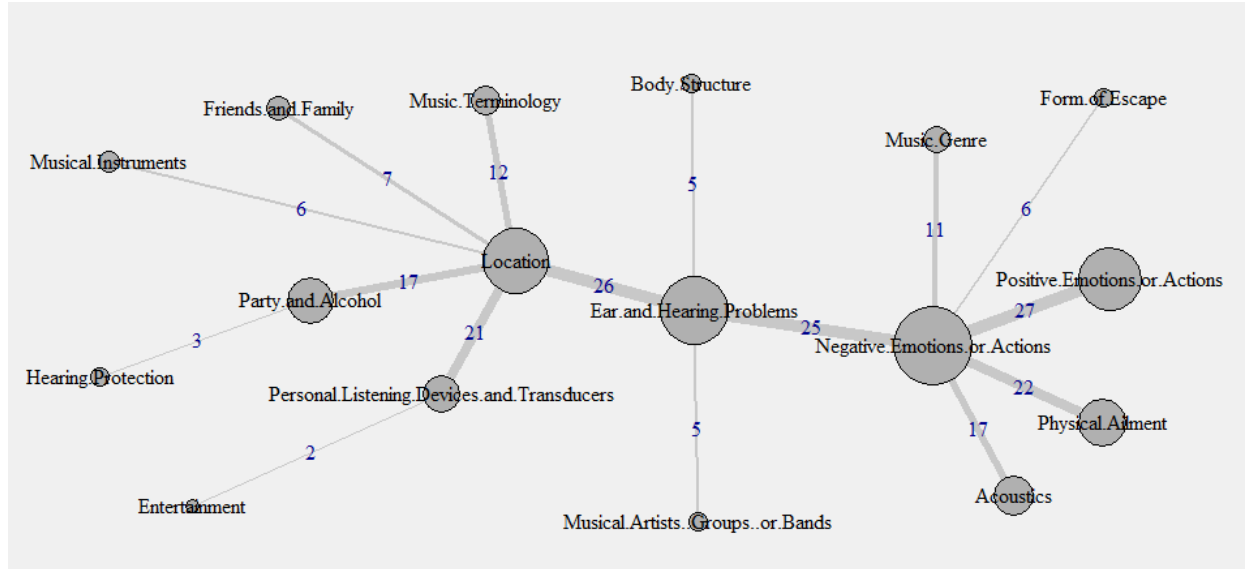 Body.Structure
Form.of.Escape
Music.Terminology
Friends.and.Family
Music.Genre
Musical.Instruments
12
7
5
6
6
11
Location
Positive.Emotions.or.Actions
17
26
Party.and.Alcohol
Ear.and.Hearing.Problems
27
21
25
3
Negative.Emotions.or.Actions
Hearing.Protection
22
Personal.Listening.Devices.and.Transducers
Physical.Ailment
5
17
2
Acoustics
Entertainment
Musical.Artists..Groups..or.Bands